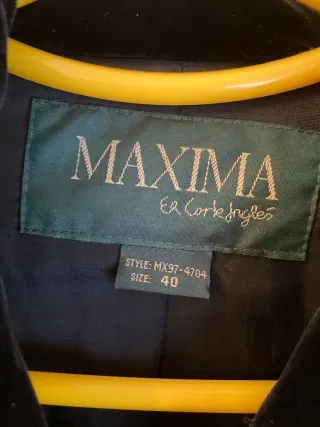 MAXIMA
El Corte Inglés
STYLE: MX97-4704
SIZE: 40